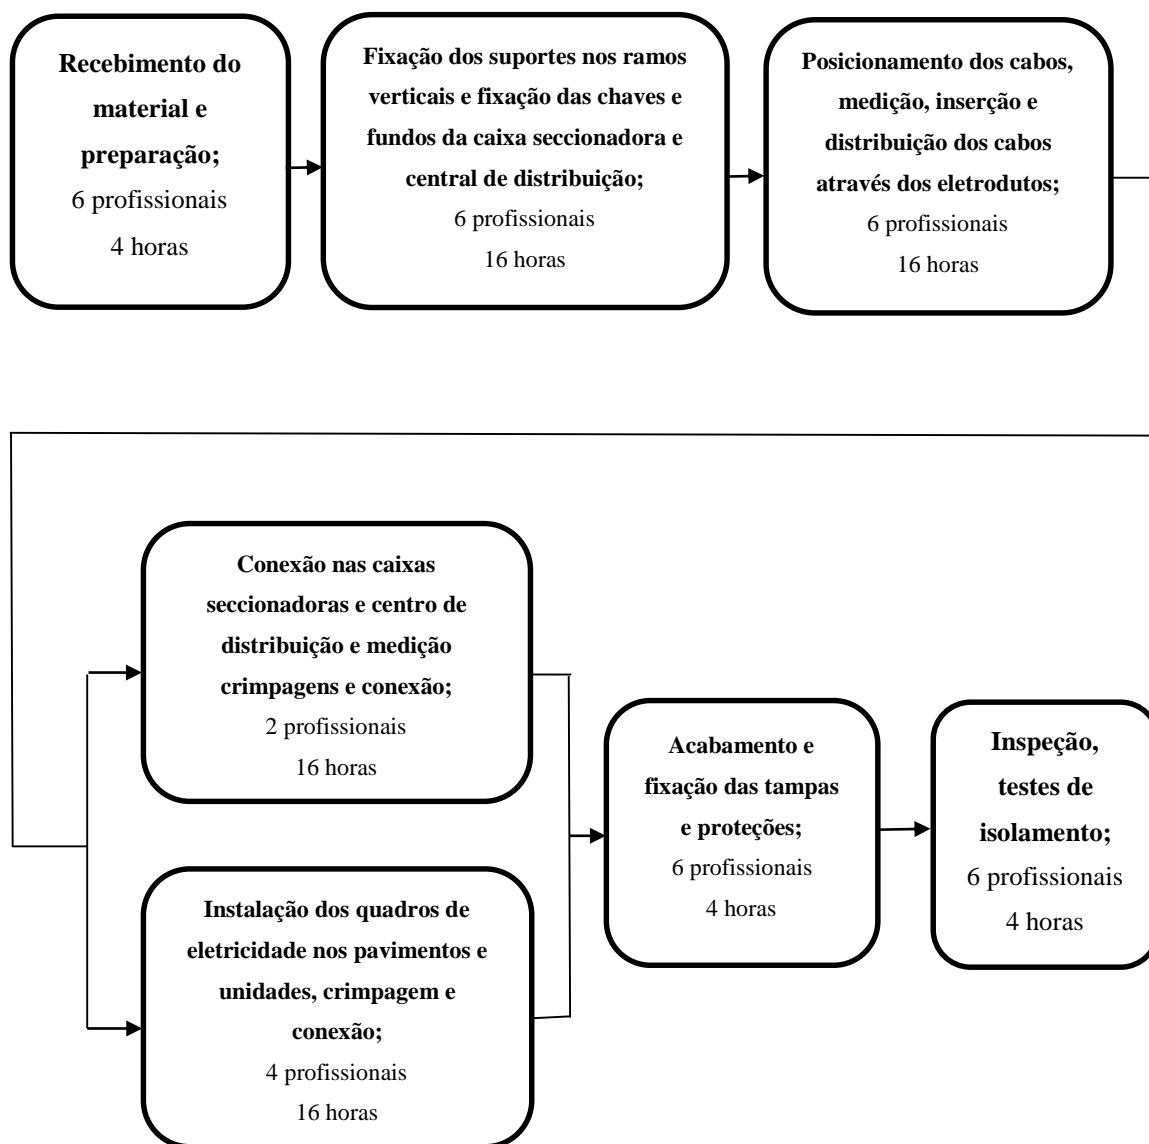 Recebimento do
material e
preparação;
6 profissionais
4 horas
Fixação dos suportes nos ramos
verticais e fixação das chaves e
fundos da caixa seccionadora e
central de distribuição;
6 profissionais
16 horas
Posicionamento dos cabos,
medição, inserção e
distribuição dos cabos
através dos eletrodutos;
6 profissionais
16 horas
Conexão nas caixas
seccionadoras e centro de
distribuição e medição
crimpagens e conexão;
2 profissionais
16 horas
Instalação dos quadros de
eletricidade nos pavimentos e
unidades, crimpagem e
conexão;
4 profissionais
16 horas
Acabamento e
fixação das tampas
e proteções;
6 profissionais
4 horas
Inspeção,
testes de
isolamento;
6 profissionais
4 horas